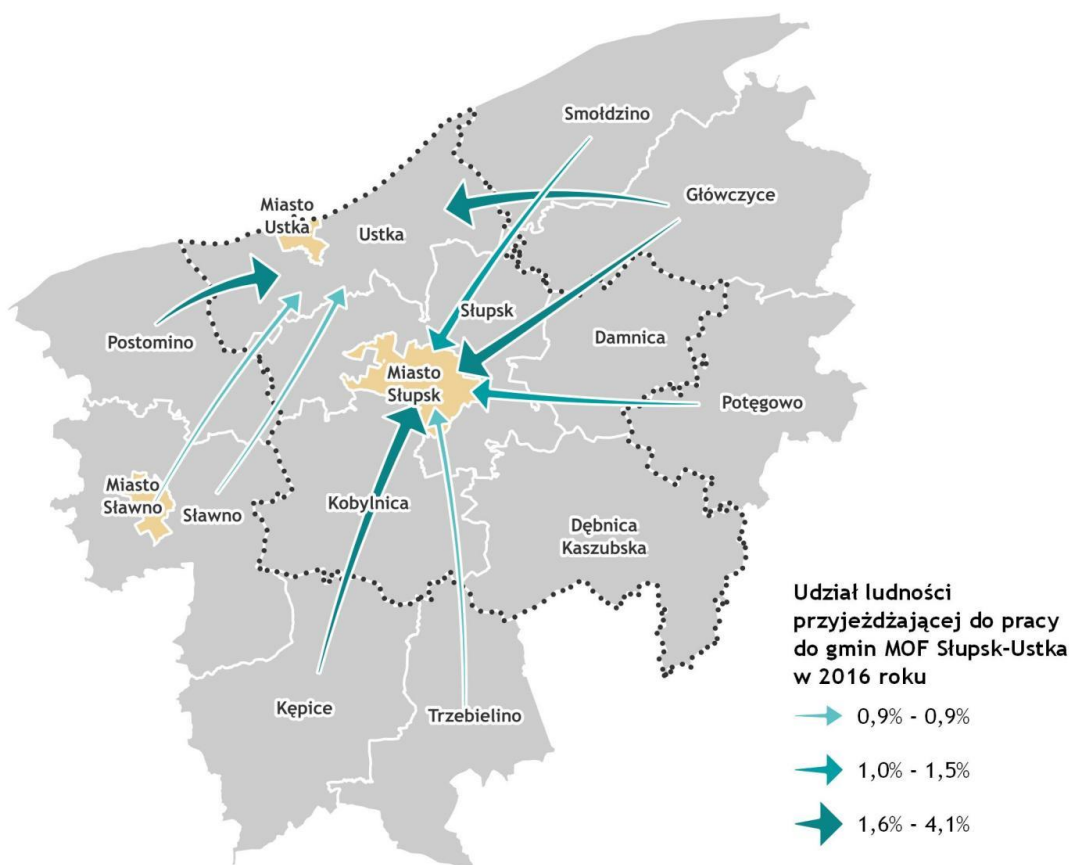 Smołdzino
Główczyce
Miasto
Ustka
Ustka
Słupsk
Damnica
Postomino
Miasto
Słupsk
Potęgowo
Miasto
Sławno
Sławno
Kobylnica
Dębnica
Kaszubska
Kępice
Trzebielino
Udział ludności
przyjeżdżającej do pracy
do gmin MOF Słupsk-Ustka
w 2016 roku
0,9% - 0,9%
1,0% - 1,5%
1,6% - 4,1%